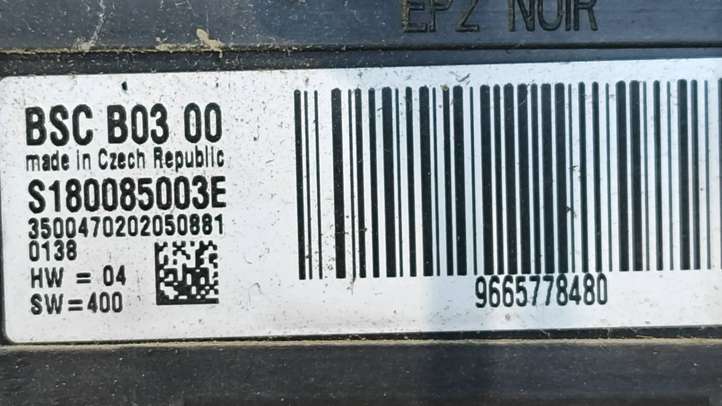 EP2 NOIR
BSC B03 00
made in Czech Republic
S180085003E
3500470202050881
0138
HW = 04
SW=400
9665778480